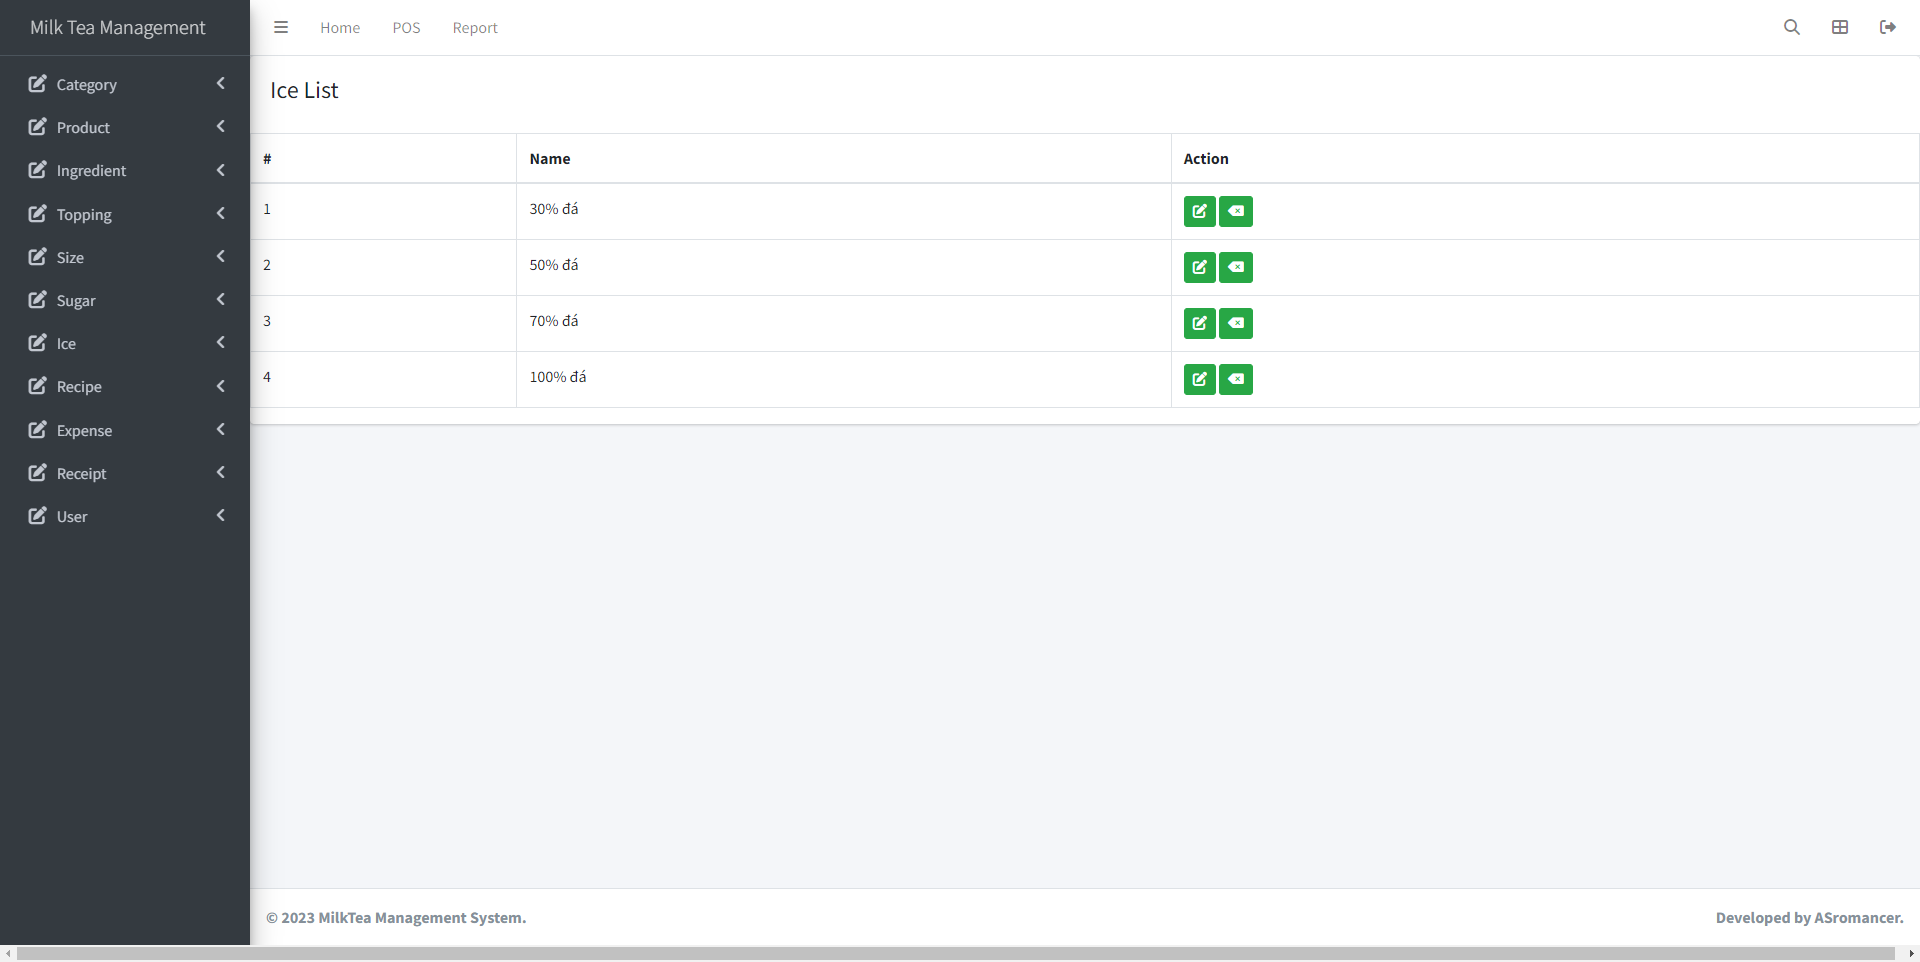 Milk Tea Management
Home POS Report
Category
Product
Ingredient
Topping
Size
Sugar
Ice
Recipe
Expense
Receipt
User
Ice List
# Name Action
1 30% đá
2 50% đá
3 70% đá
4 100% đá
© 2023 MilkTea Management System. Developed by ASromancer.